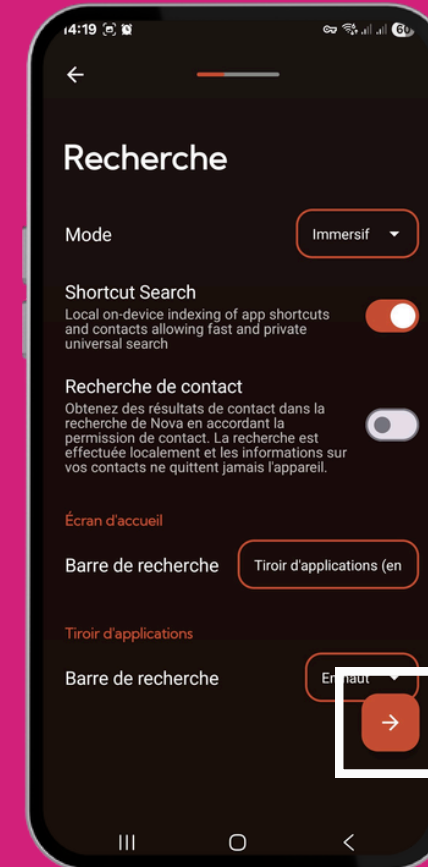 14:19
60
Recherche
Mode
Immersif
Shortcut Search
Local on-device indexing of app shortcuts
and contacts allowing fast and private
universal search
Recherche de contact
Obtenez des résultats de contact dans la
recherche de Nova en accordant la
permission de contact. La recherche est
effectuée localement et les informations sur
vos contacts ne quittent jamais l'appareil.
Écran d'accueil
Barre de recherche
Tiroir d'applications (en
Tiroir d'applications
Barre de recherche
En haut